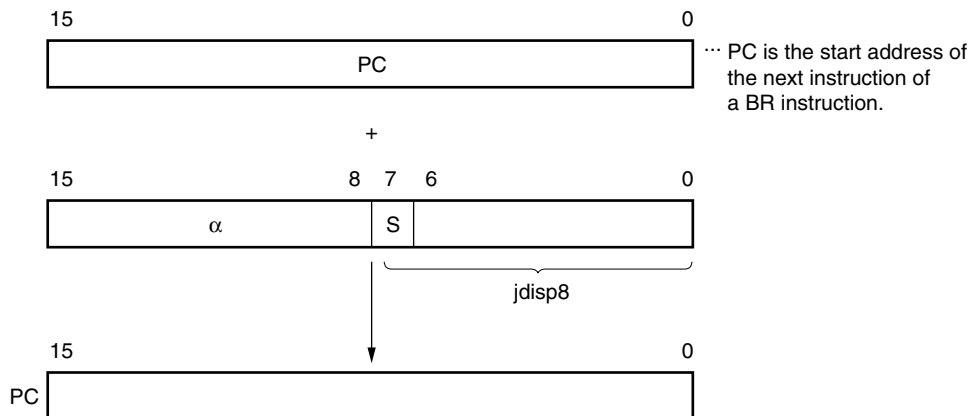 15 0
PC
... PC is the start address of
the next instruction of
a BR instruction.
+
15 8 7 6 0
α S
jdisp8
15 0
PC